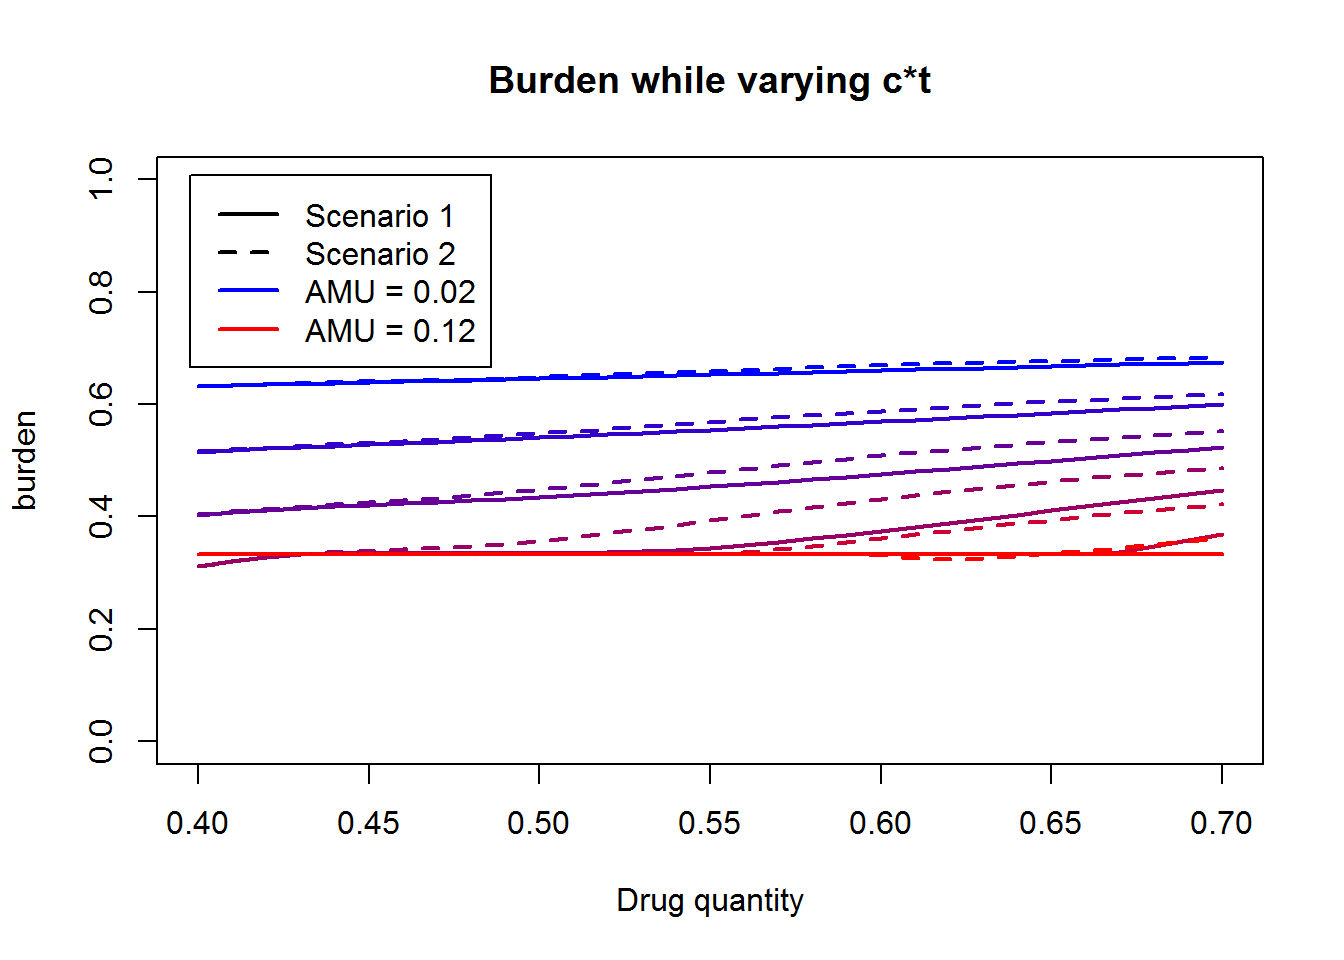 Burden while varying c*t
burden
1.0
0.8
0.6
0.4
0.2
0.0
Scenario 1
Scenario 2
AMU = 0.02
AMU = 0.12
0.40 0.45 0.50 0.55 0.60 0.65 0.70
Drug quantity